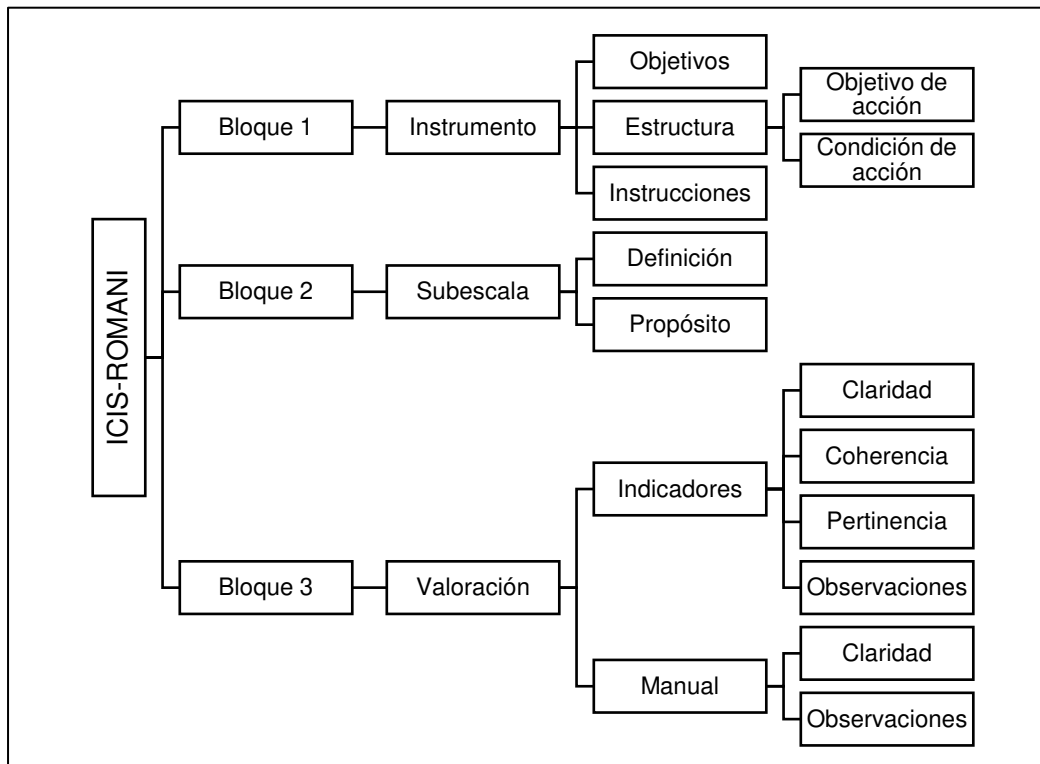 ICIS-ROMANI
Bloque 1
Instrumento
Objetivos
Estructura
Objetivo de
acción
Condición de
acción
Instrucciones
Bloque 2
Subescala
Definición
Propósito
Bloque 3
Valoración
Indicadores
Claridad
Coherencia
Pertinencia
Observaciones
Manual
Claridad
Observaciones